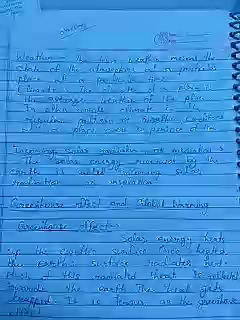 Weather:- The term weather means the
state of the atmosphere at a particular
place at a particular time
Climate:- The climate of a place is
the average weather of the place
In other words climate is the
regular pattern of weather conditions
of a place over a period of time
Incoming Solar radiation or insolation:-
The solar energy received by the
earth is called incoming solar
radiation or insolation
Greenhouse effect and Global Warming
Greenhouse effect:-
Solar energy heats
up the earth's surface. Once heated
the earth's surface radiates heat.
Much of this radiated heat is
towards the earth. The heat gets
trapped. It is known as the greenhouse
effect.